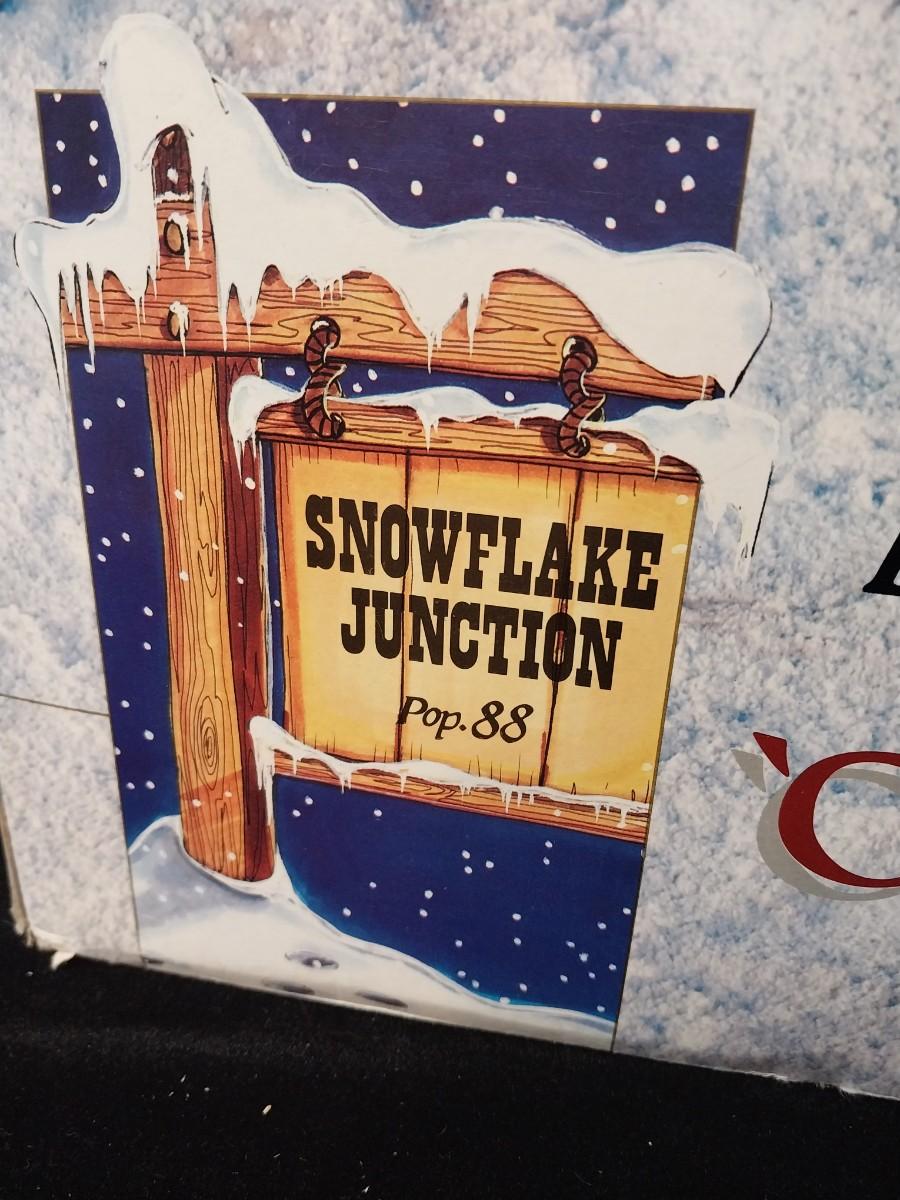 SNOWFLAKE
JUNCTION
Pop. 88